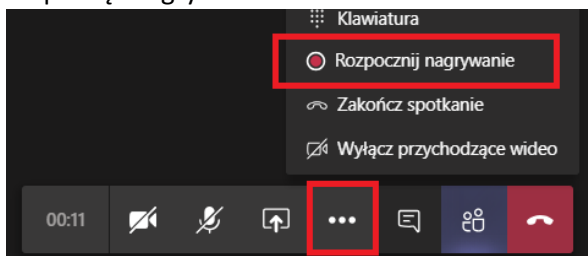 Klawiatura
Rozpocznij nagrywanie
Zakończ spotkanie
Wyłącz przychodzące wideo
00:11